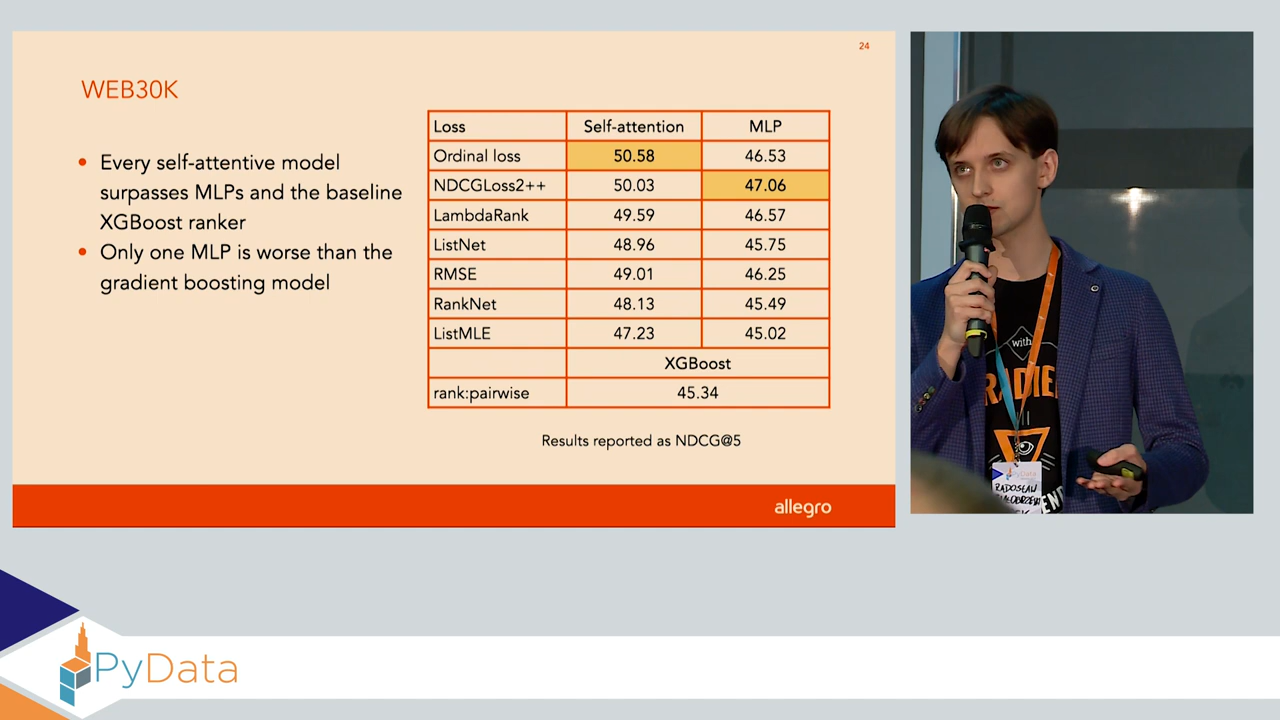 24
WEB30K
• Every self-attentive model
surpasses MLPs and the baseline
XGBoost ranker
• Only one MLP is worse than the
gradient boosting model
Loss Self-attention MLP
Ordinal loss 50.58 46.53
NDCGLoss2++ 50.03 47.06
LambdaRank 49.59 46.57
ListNet 48.96 45.75
RMSE 49.01 46.25
RankNet 48.13 45.49
ListMLE 47.23 45.02
XGBoost
rank:pairwise 45.34
Results reported as NDCG@5
allegro
with
PyData
RADOSŁAW
PyData